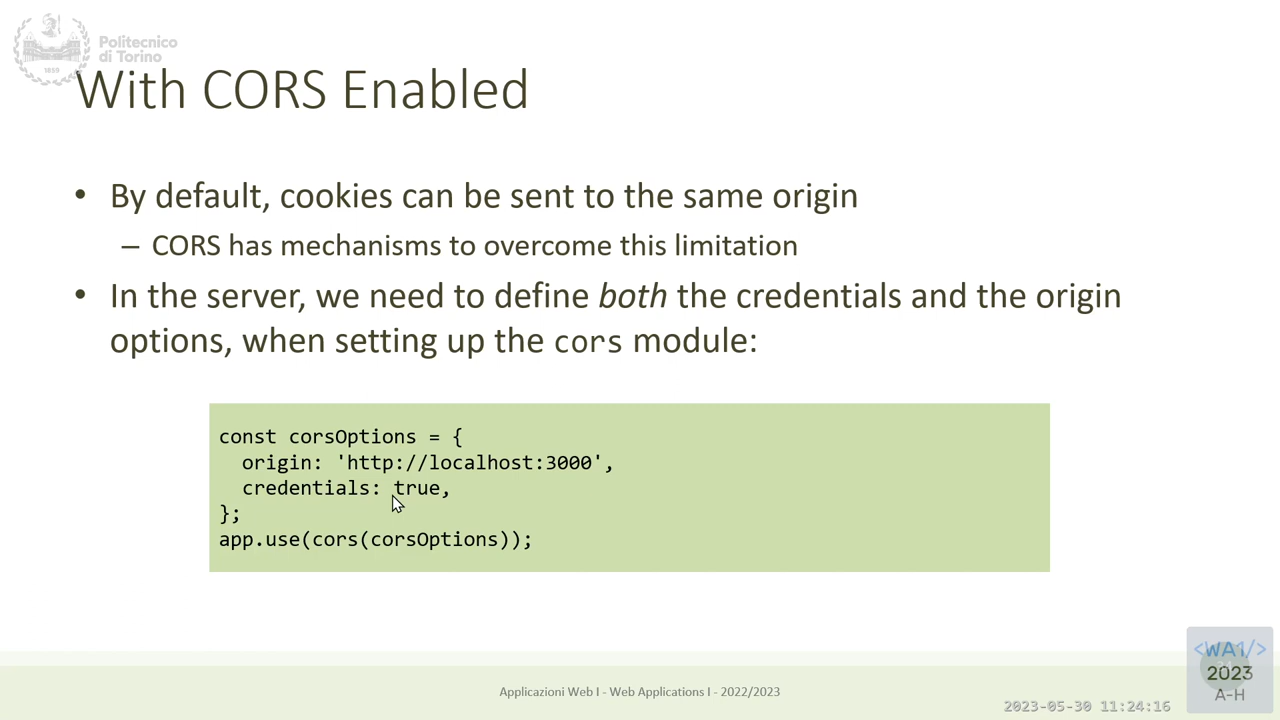 Politecnico
di Torino
1859
With CORS Enabled
• By default, cookies can be sent to the same origin
– CORS has mechanisms to overcome this limitation
• In the server, we need to define both the credentials and the origin
options, when setting up the cors module:
const corsOptions = {
  origin: 'http://localhost:3000',
  credentials: true,
};
app.use(cors(corsOptions));
Applicazioni Web I - Web Applications I - 2022/2023
2023-05-30 11:24:16
<WA1/>
2023
A-H